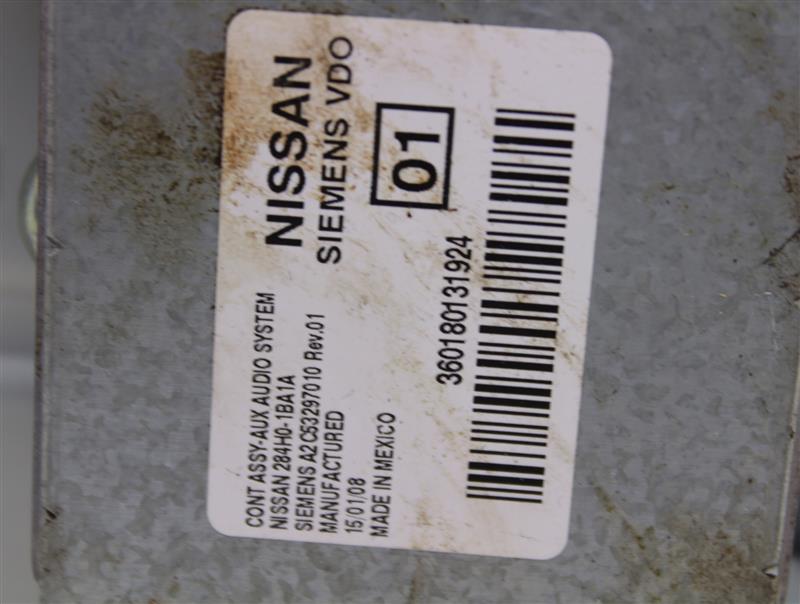 NISSAN
SIEMENS VDO
01
CONT ASSY-AUX AUDIO SYSTEM
NISSAN 284H0-1BA1A
SIEMENS A2C53297010 Rev.01
MANUFACTURED
15/01/08
MADE IN MEXICO
360180131924